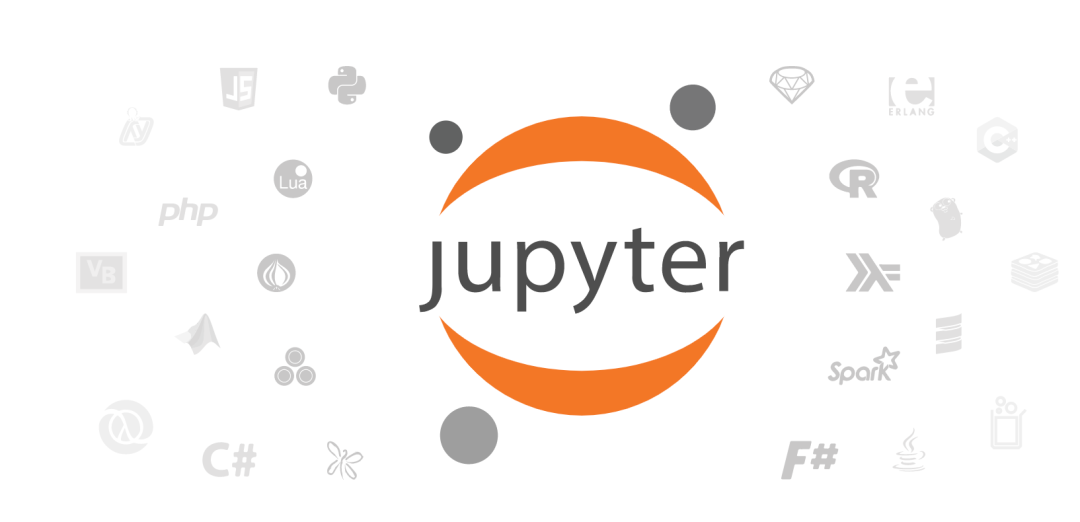 JS
Lua
php
VB
C#
jupyter
e
ERLANG
C++
R
Spark
F#